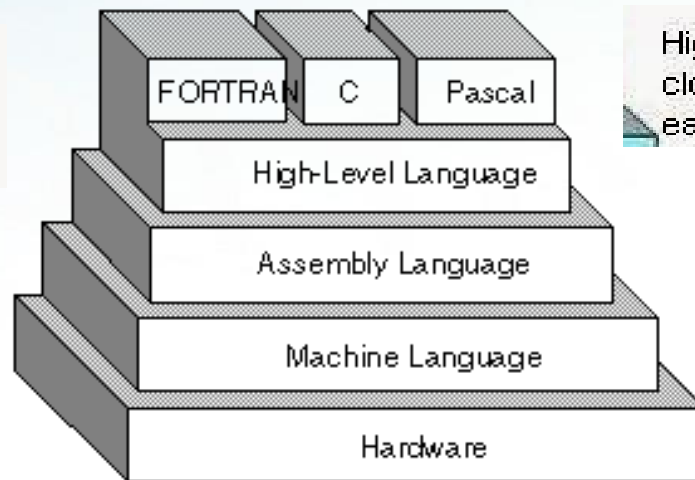 FORTRAN C Pascal
High-Level Language
Assembly Language
Machine Language
Hardware